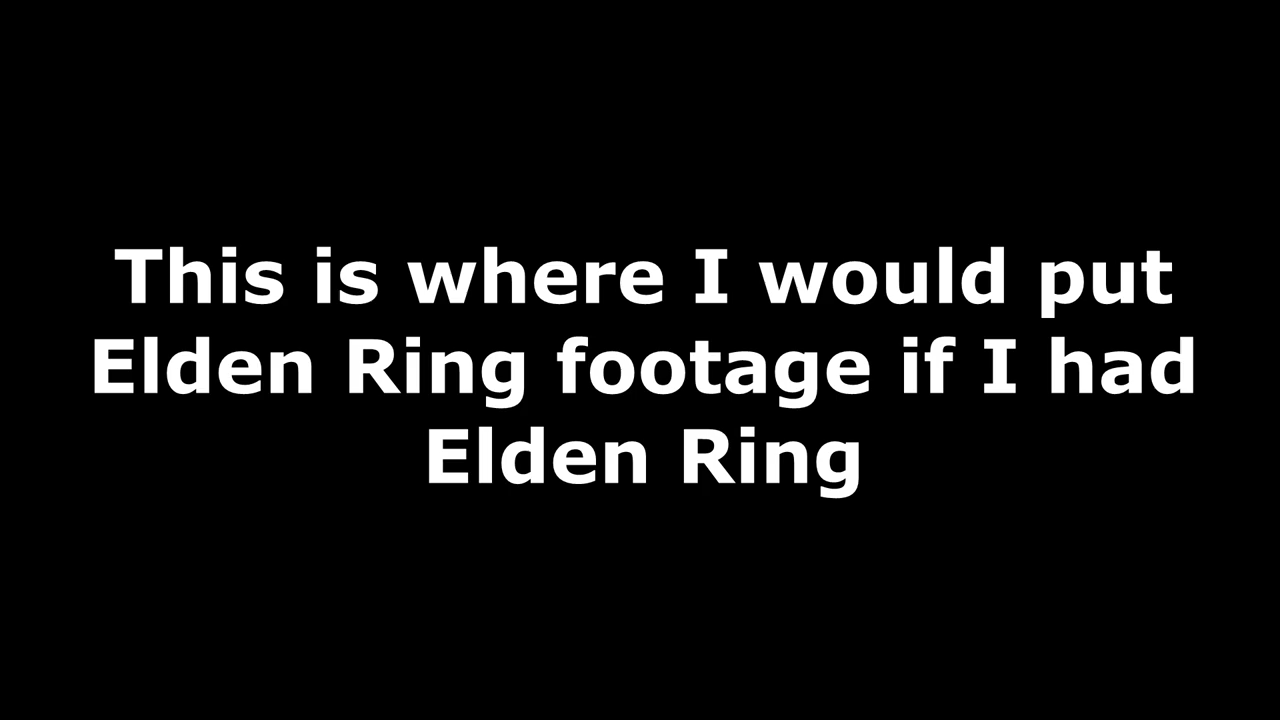 This is where I would put
Elden Ring footage if I had
Elden Ring